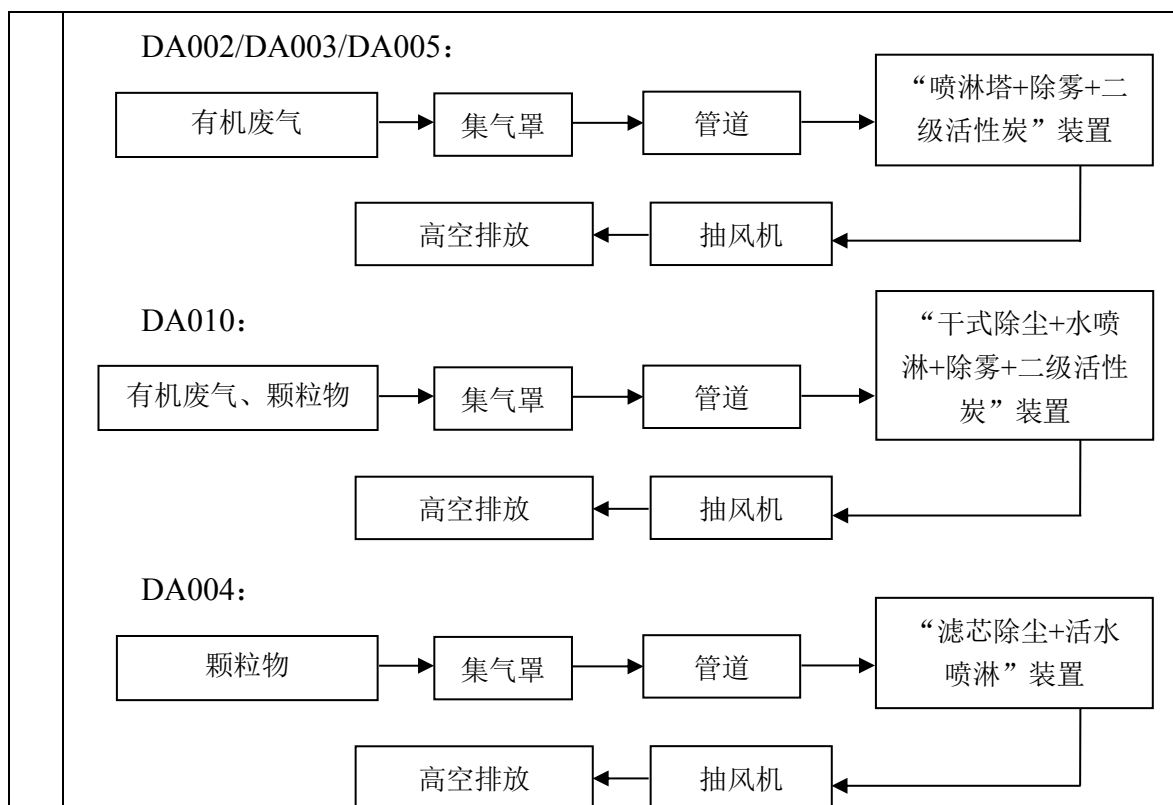 DA002/DA003/DA005：
有机废气
集气罩
管道
“喷淋塔+除雾+二
级活性炭”装置
高空排放
抽风机
DA010：
有机废气、颗粒物
集气罩
管道
“干式除尘+水喷
淋+除雾+二级活性
炭”装置
高空排放
抽风机
DA004：
颗粒物
集气罩
管道
“滤芯除尘+活水
喷淋”装置
高空排放
抽风机